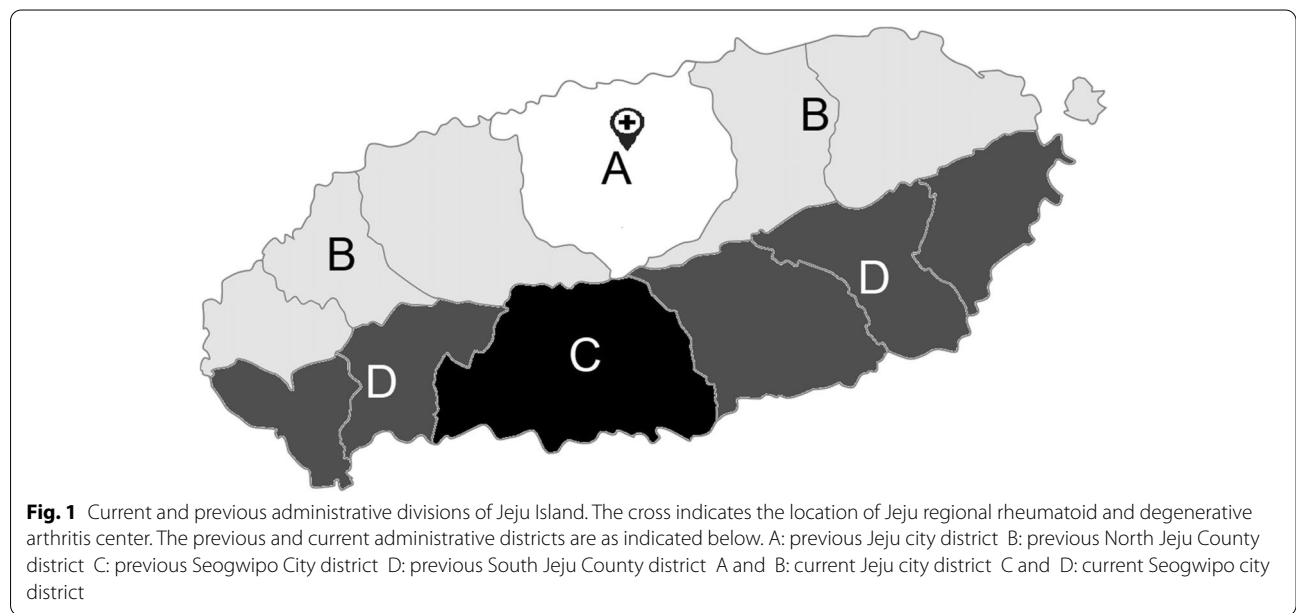 B
A
B
D
C
D
Fig. 1 Current and previous administrative divisions of Jeju Island. The cross indicates the location of Jeju regional rheumatoid and degenerative
arthritis center. The previous and current administrative districts are as indicated below. A: previous Jeju city district B: previous North Jeju County
district C: previous Seogwipo City district D: previous South Jeju County district A and B: current Jeju city district C and D: current Seogwipo city
district